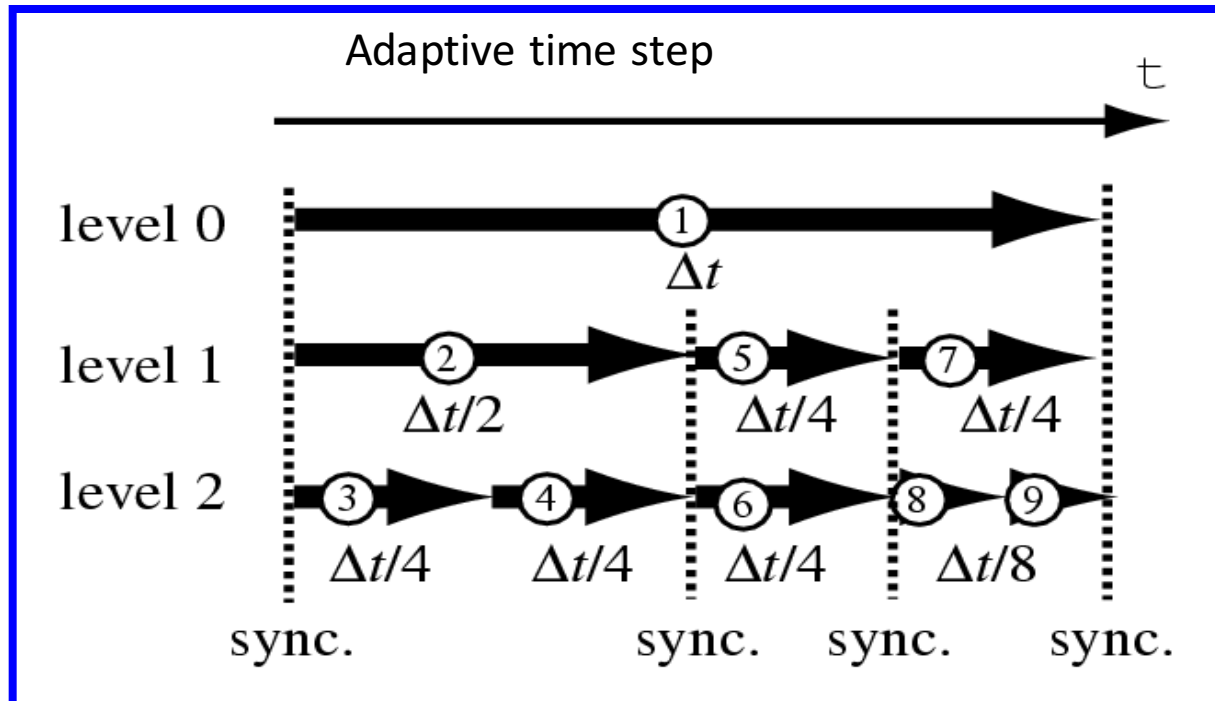 Adaptive time step
t
level 0
1
Δt
level 1
2 5 7
Δt/2 Δt/4 Δt/4
level 2
3 4 6 8 9
Δt/4 Δt/4 Δt/4 Δt/8
sync. sync. sync. sync.